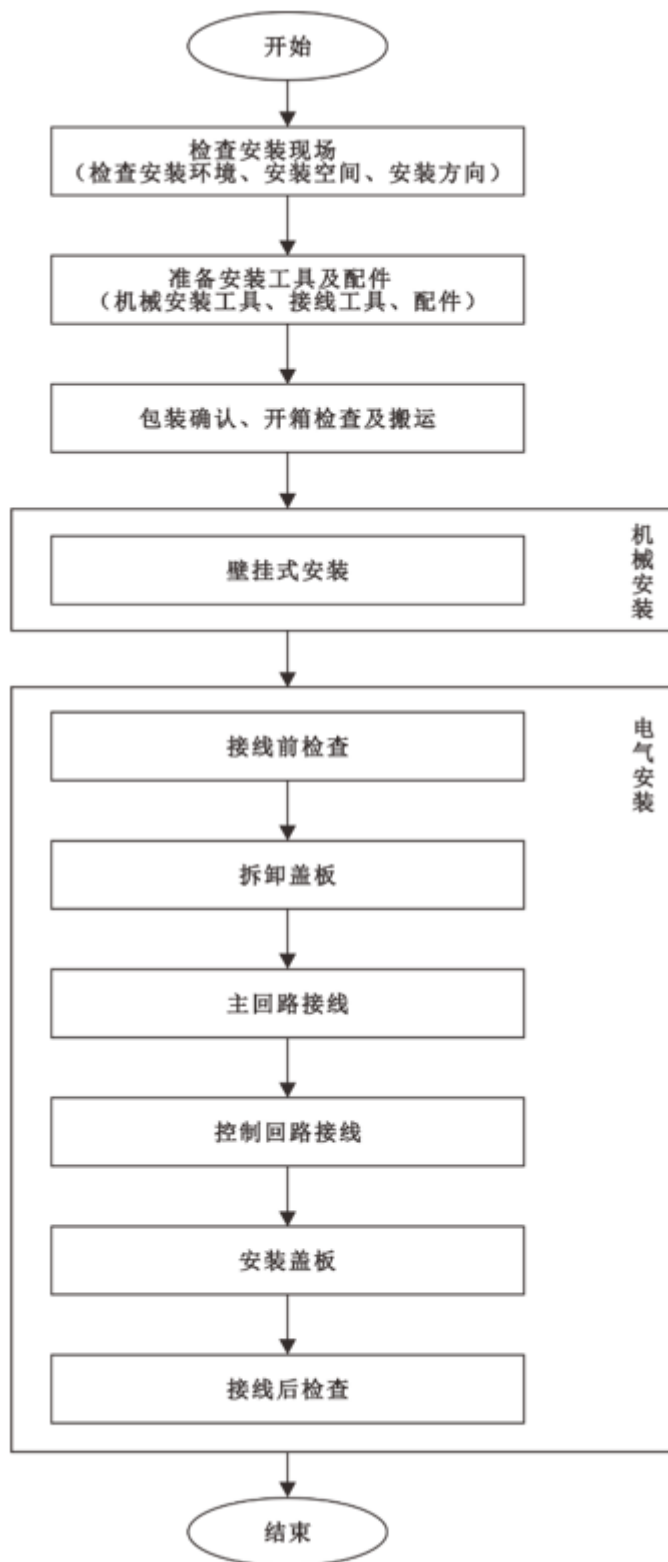 开始
检查安装现场
（检查安装环境、安装空间、安装方向）
准备安装工具及配件
（机械安装工具、接线工具、配件）
包装确认、开箱检查及搬运
机械安装
壁挂式安装
电气安装
接线前检查
拆卸盖板
主回路接线
控制回路接线
安装盖板
接线后检查
结束